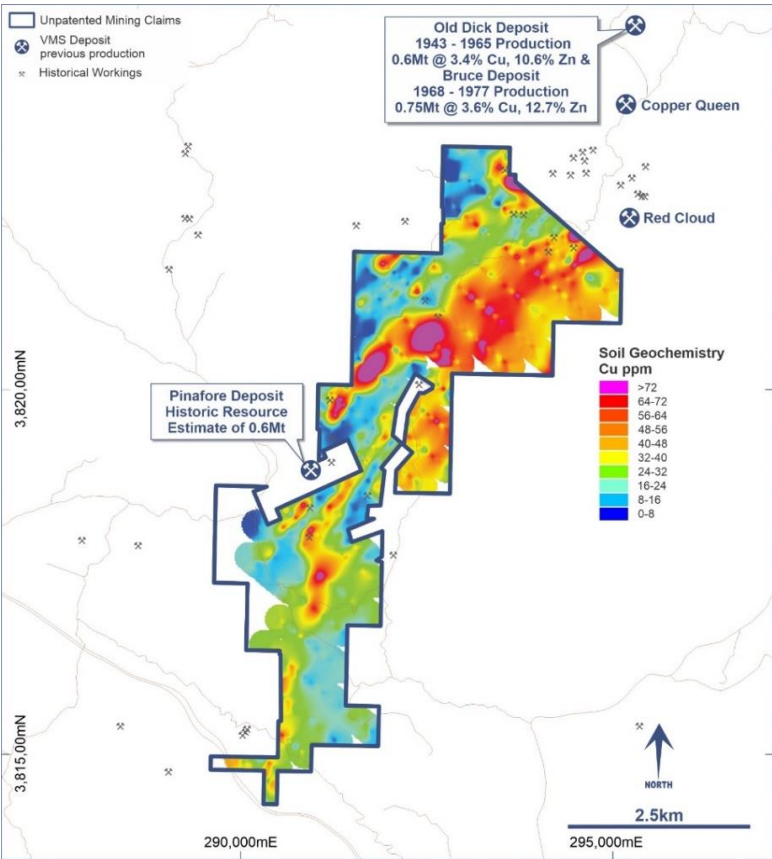 Unpatented Mining Claims
VMS Deposit
previous production
Historical Workings
Old Dick Deposit
1943 - 1965 Production
0.6Mt @ 3.4% Cu, 10.6% Zn &
Bruce Deposit
1968 - 1977 Production
0.75Mt @ 3.6% Cu, 12.7% Zn
Copper Queen
Red Cloud
3,820,00mN
Pinafore Deposit
Historic Resource
Estimate of 0.6Mt
Soil Geochemistry
Cu ppm
>72
64-72
56-64
48-56
40-48
32-40
24-32
16-24
8-16
0-8
3,815,00mN
NORTH
2.5km
290,000mE
295,000mE